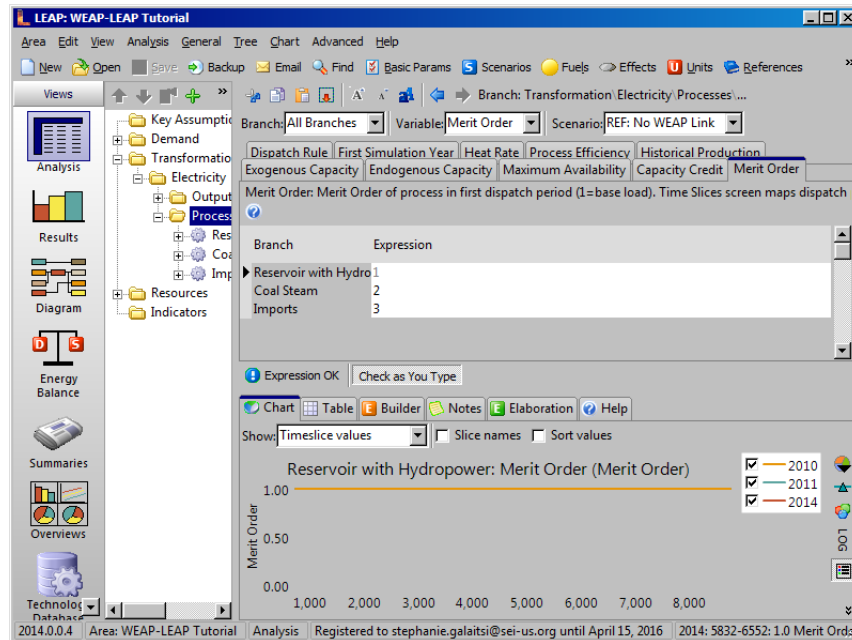 LEAP: WEAP-LEAP Tutorial
Area Edit View Analysis General Tree Chart Advanced Help
New Open Save Backup Email Find Basic Params Scenarios Fuels Effects Units References
Views
Branch: Transformation\Electricity\Processes\...
Key Assumptio
Demand
Transformatio
Electricity
Output
Proces
Res
Coa
Imp
Resources
Indicators
Analysis
Results
Diagram
Energy
Balance
Summaries
Overviews
Technolog
Database
Branch: All Branches Variable: Merit Order Scenario: REF: No WEAP Link
Dispatch Rule First Simulation Year Heat Rate Process Efficiency Historical Production
Exogenous Capacity Endogenous Capacity Maximum Availability Capacity Credit Merit Order
Merit Order: Merit Order of process in first dispatch period (1=base load). Time Slices screen maps dispatch
Branch Expression
Reservoir with Hydro 1
Coal Steam 2
Imports 3
Expression OK Check as You Type
Chart Table Builder Notes Elaboration Help
Show: Timeslice values Slice names Sort values
Reservoir with Hydropower: Merit Order (Merit Order)
2010
2011
2014
LOG
Merit Order
1.00
0.50
0.00
1,000 2,000 3,000 4,000 5,000 6,000 7,000 8,000
2014.0.0.4 Area: WEAP-LEAP Tutorial Analysis Registered to stephanie.galaitsi@sei-us.org until April 15, 2016 2014: 5832-6552: 1.0 Merit Ord